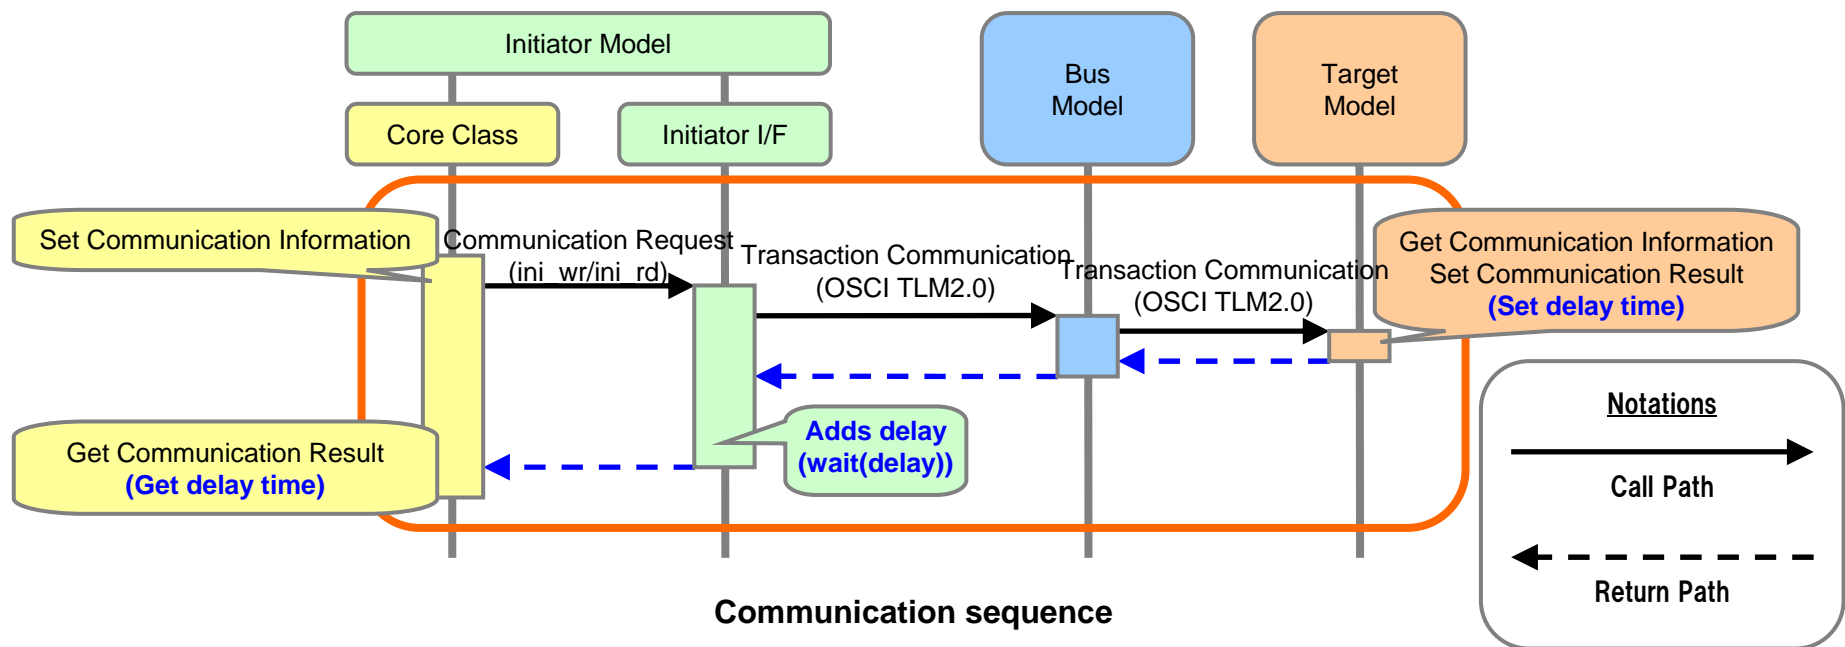 Initiator Model
Bus
Model
Target
Model
Core Class
Initiator I/F
Set Communication Information
Communication Request
(ini_wr/ini_rd)
Transaction Communication
(OSCI TLM2.0)
Transaction Communication
(OSCI TLM2.0)
Get Communication Information
Set Communication Result
(Set delay time)
Get Communication Result
(Get delay time)
Adds delay
(wait(delay))
Notations
Call Path
Return Path
Communication sequence